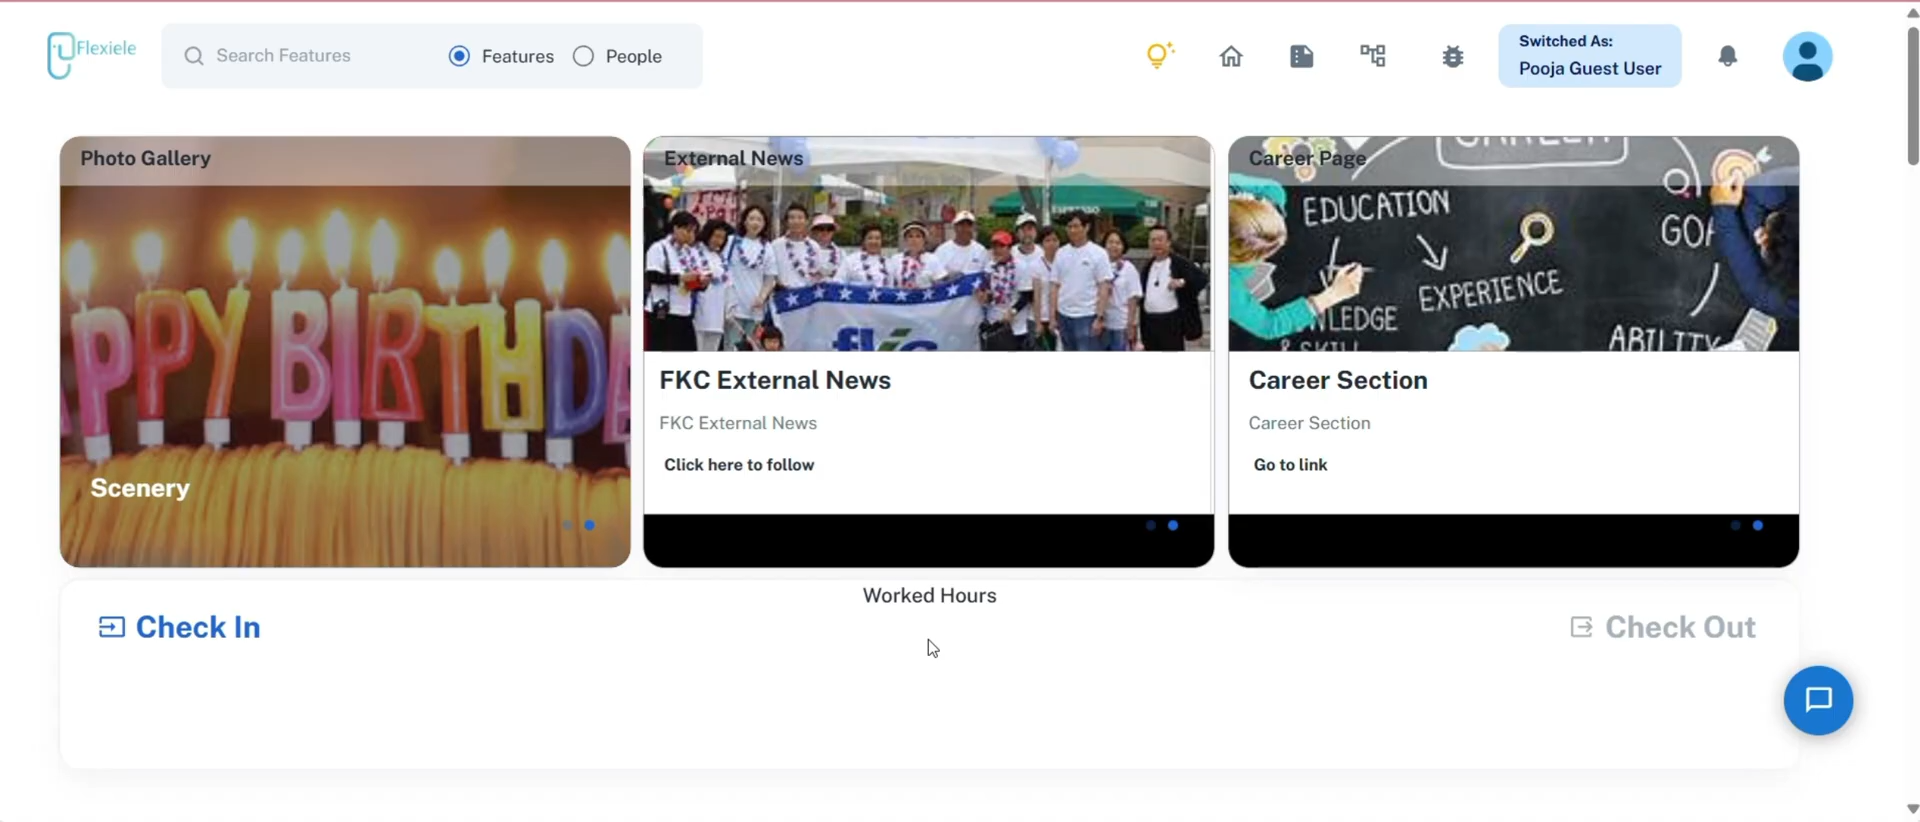 Flexiele
Search Features
Features
People
Switched As:
Pooja Guest User
Photo Gallery
External News
Career Page
EDUCATION
EXPERIENCE
ABILITY
APPY BIRTHDA
Scenery
FKC External News
FKC External News
Click here to follow
Career Section
Career Section
Go to link
Worked Hours
Check In
Check Out